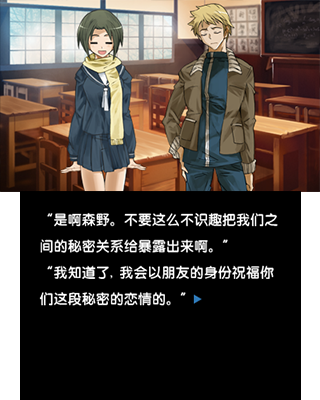 “是啊森野。不要这么不识趣把我们之
间的秘密关系给暴露出来啊。”
“我知道了,我会以朋友的身份祝福你
们这段秘密的恋情的。”